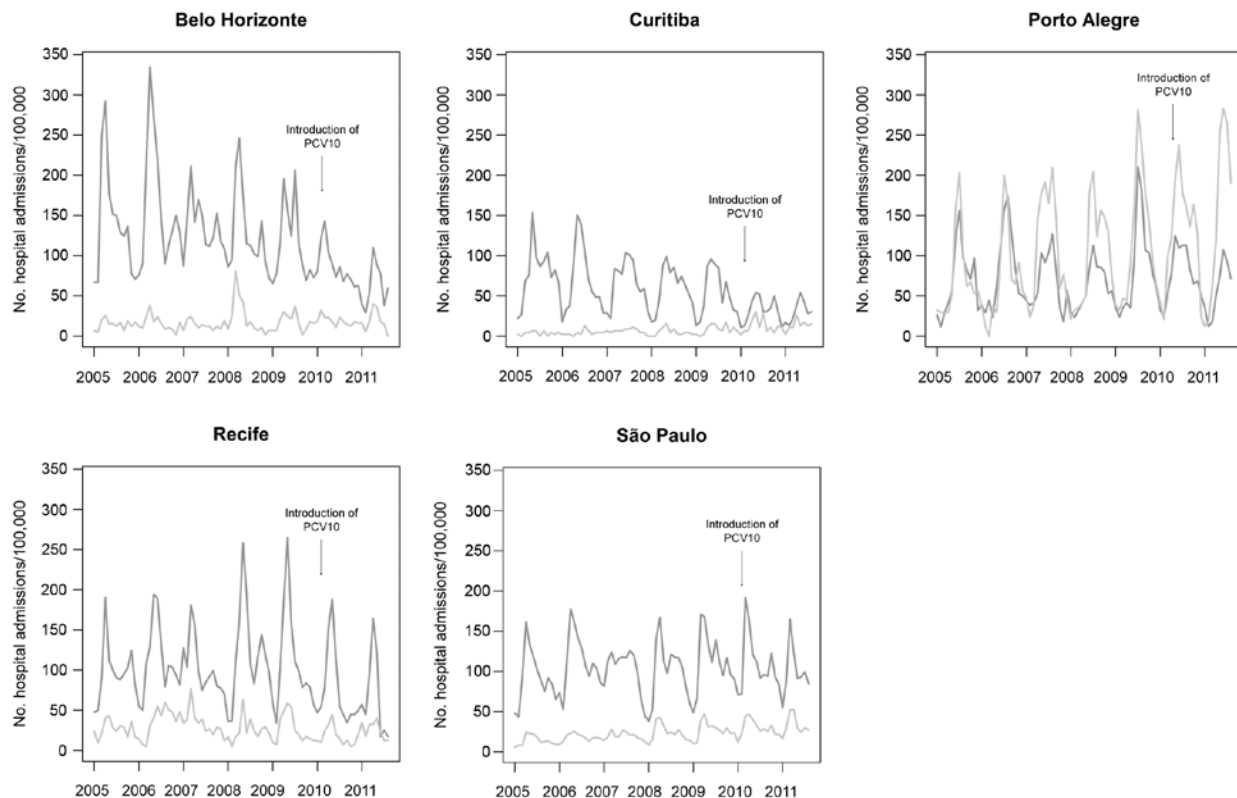 Belo Horizonte
No. hospital admissions/100,000
350
300
250
200
150
100
50
0
Introduction of
PCV10
2005 2006 2007 2008 2009 2010 2011
Curitiba
No. hospital admissions/100,000
350
300
250
200
150
100
50
0
Introduction of
PCV10
2005 2006 2007 2008 2009 2010 2011
Porto Alegre
No. hospital admissions/100,000
350
300
250
200
150
100
50
0
Introduction of
PCV10
2005 2006 2007 2008 2009 2010 2011
Recife
No. hospital admissions/100,000
350
300
250
200
150
100
50
0
Introduction of
PCV10
2005 2006 2007 2008 2009 2010 2011
São Paulo
No. hospital admissions/100,000
350
300
250
200
150
100
50
0
Introduction of
PCV10
2005 2006 2007 2008 2009 2010 2011